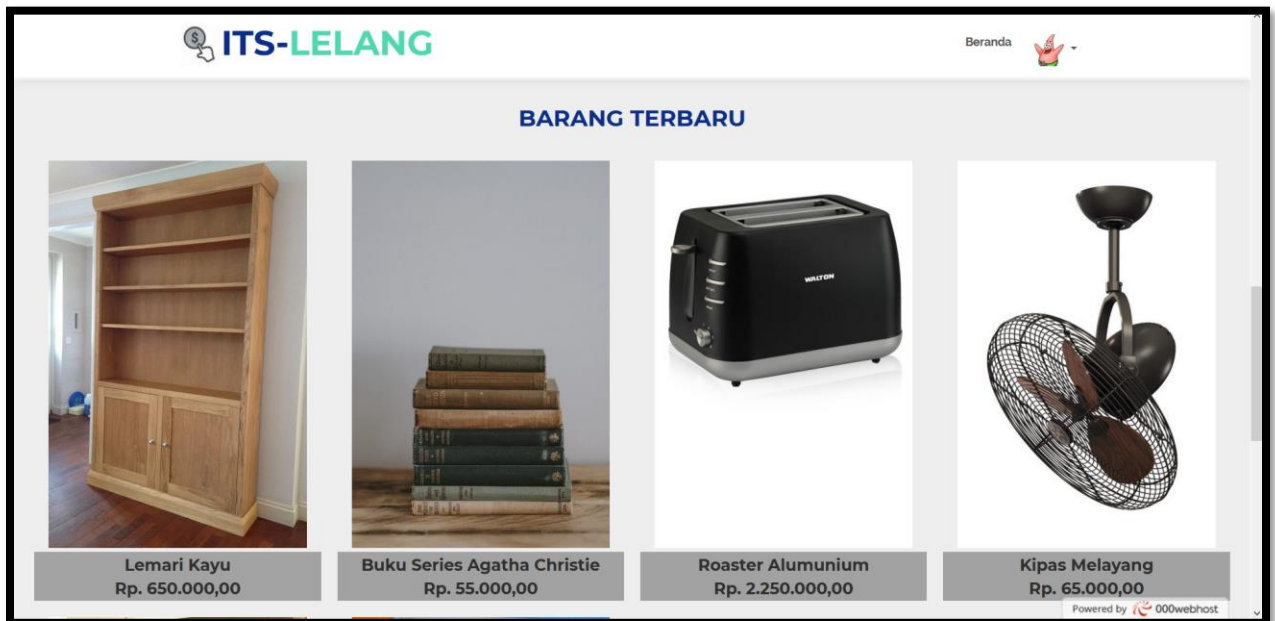 ITS-LELANG
Beranda
BARANG TERBARU
WALTON
Lemari Kayu
Rp. 650.000,00
Buku Series Agatha Christie
Rp. 55.000,00
Roaster Alumunium
Rp. 2.250.000,00
Kipas Melayang
Rp. 65.000,00
Powered by 000webhost